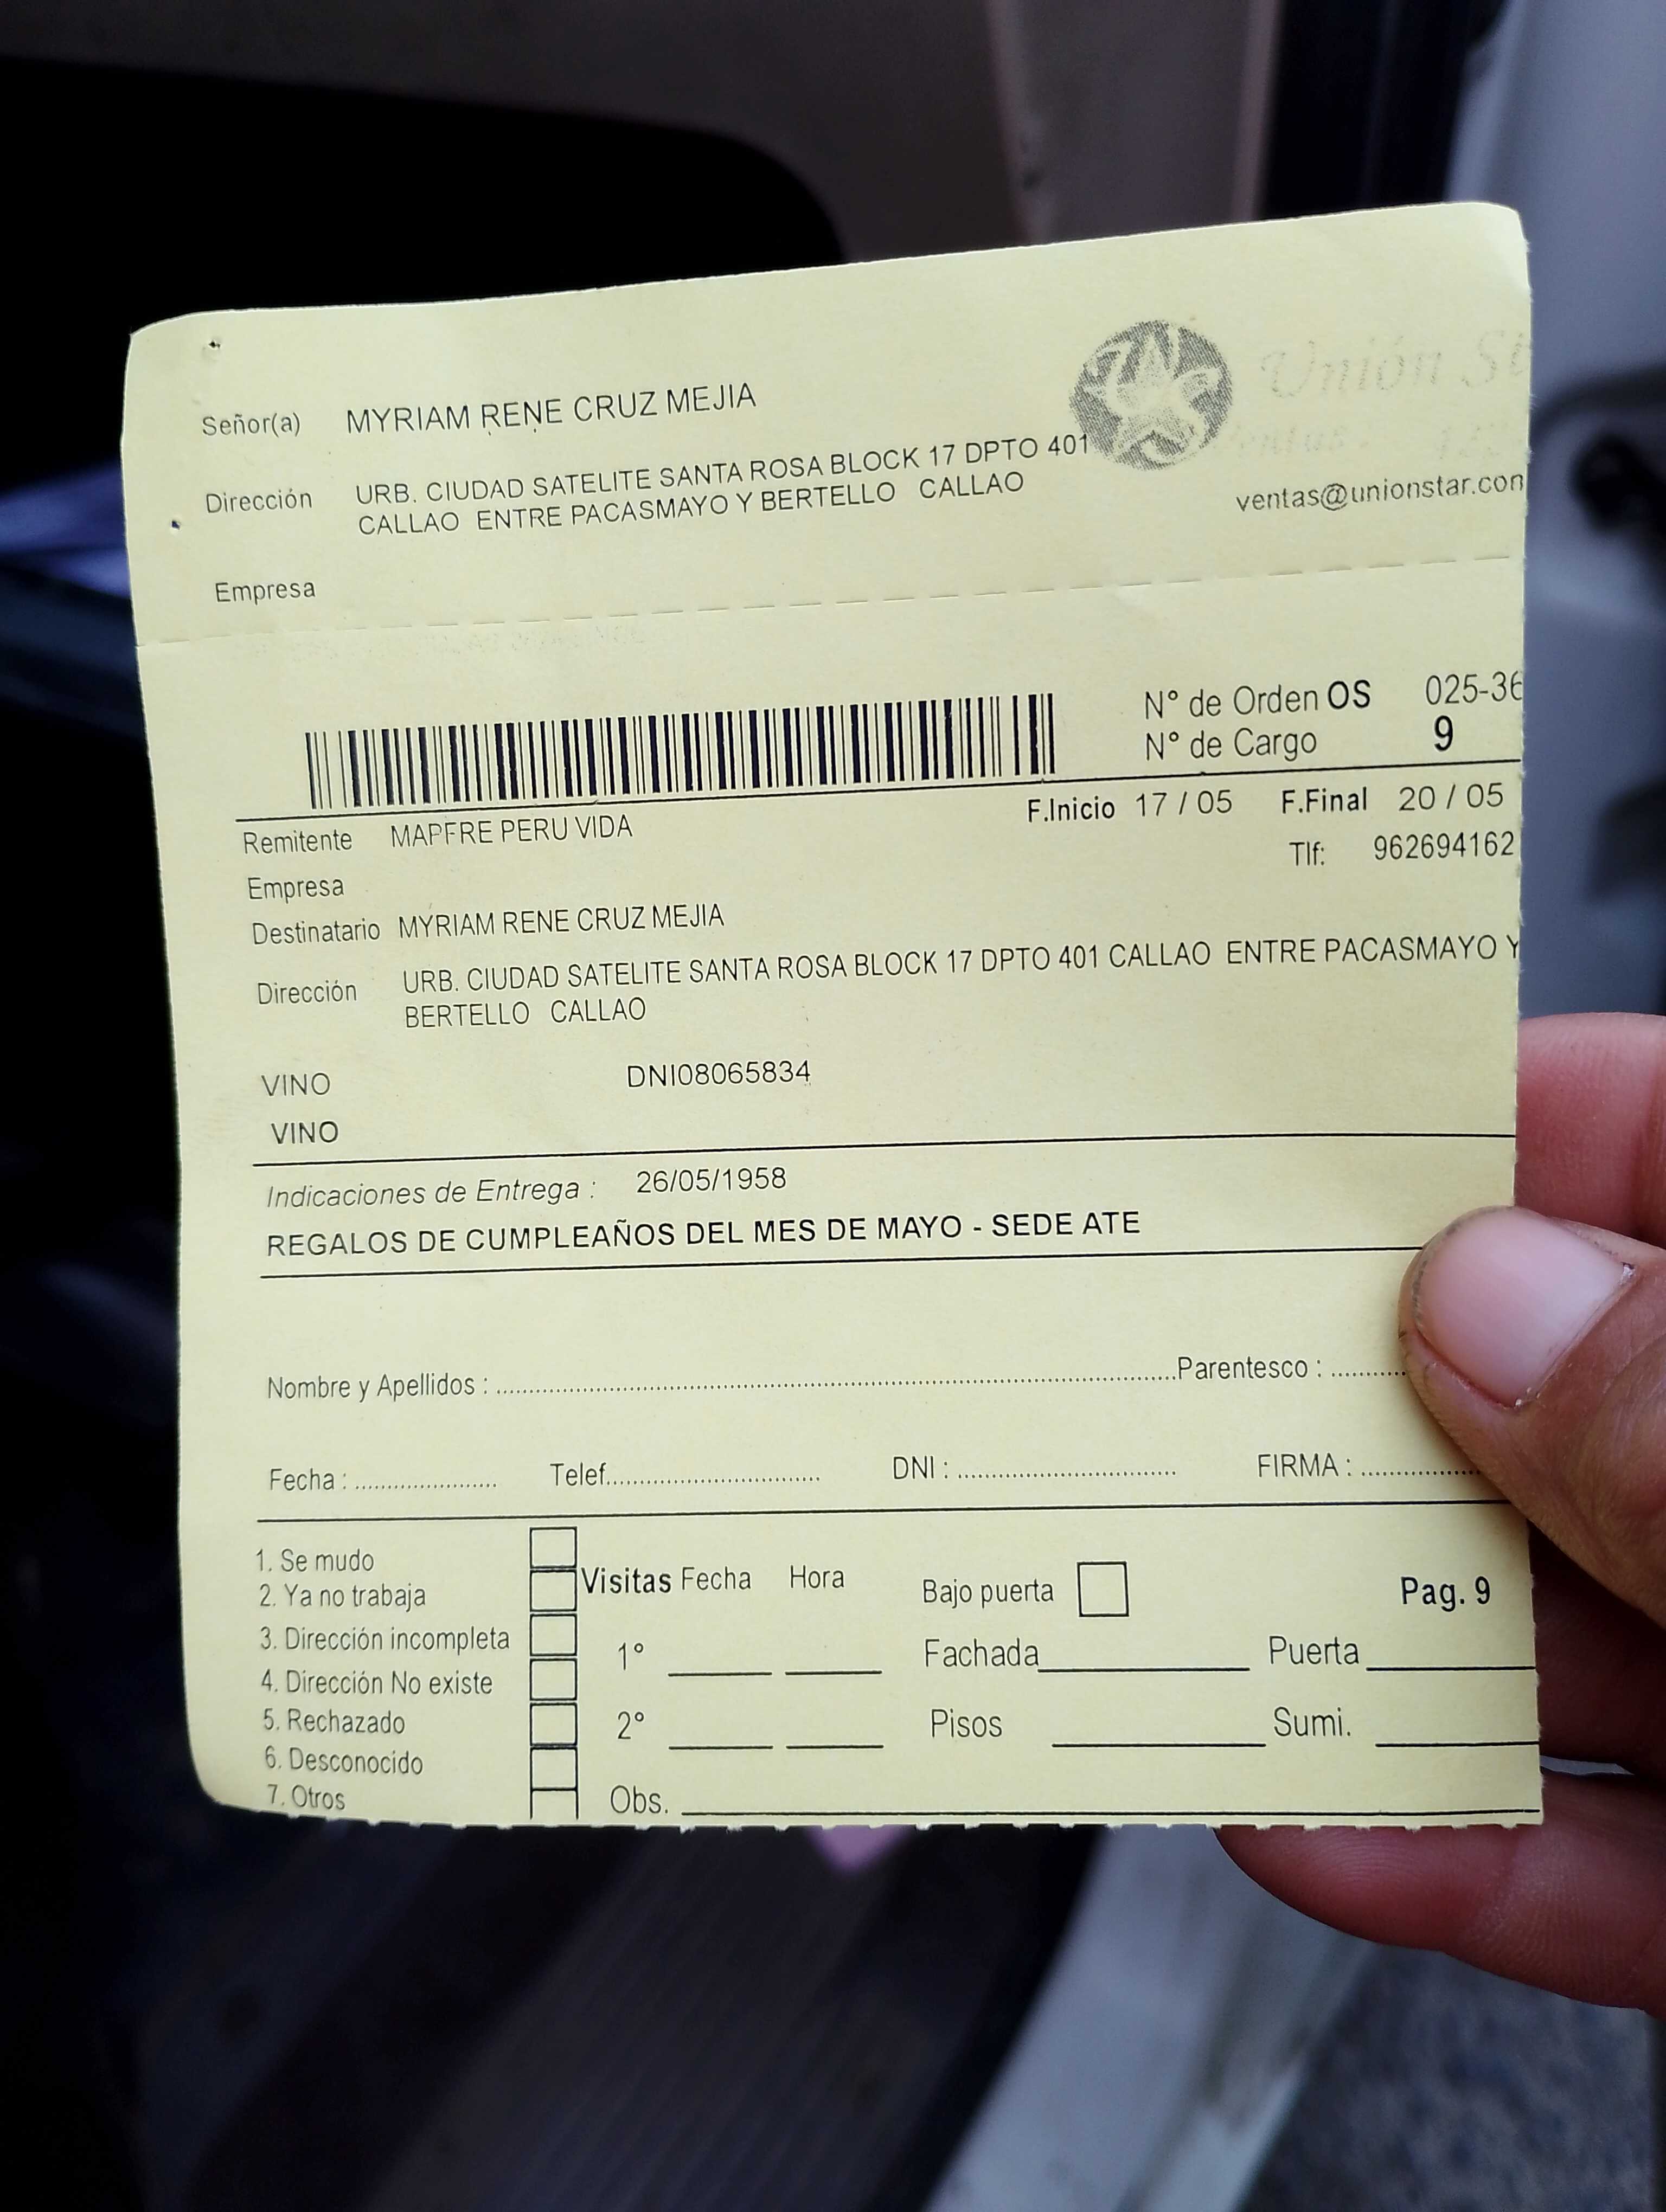 Señor(a) MYRIAM RENE CRUZ MEJIA
Unión St
Dirección URB. CIUDAD SATELITE SANTA ROSA BLOCK 17 DPTO 401
CALLAO ENTRE PACASMAYO Y BERTELLO CALLAO
ventas@unionstar.con
Empresa
N° de Orden OS 025-36
N° de Cargo 9
F.Inicio 17 / 05 F.Final 20 / 05
Remitente MAPFRE PERU VIDA
Tlf: 962694162
Empresa
Destinatario MYRIAM RENE CRUZ MEJIA
Dirección URB. CIUDAD SATELITE SANTA ROSA BLOCK 17 DPTO 401 CALLAO ENTRE PACASMAYO Y
BERTELLO CALLAO
VINO DNI08065834
VINO
Indicaciones de Entrega : 26/05/1958
REGALOS DE CUMPLEAÑOS DEL MES DE MAYO - SEDE ATE
Nombre y Apellidos : Parentesco :
Fecha : Telef. DNI : FIRMA :
1. Se mudo
2. Ya no trabaja
3. Dirección incompleta
4. Dirección No existe
5. Rechazado
6. Desconocido
7. Otros
Visitas Fecha Hora
1°
2°
Obs.
Bajo puerta Pag. 9
Fachada Puerta
Pisos Sumi.